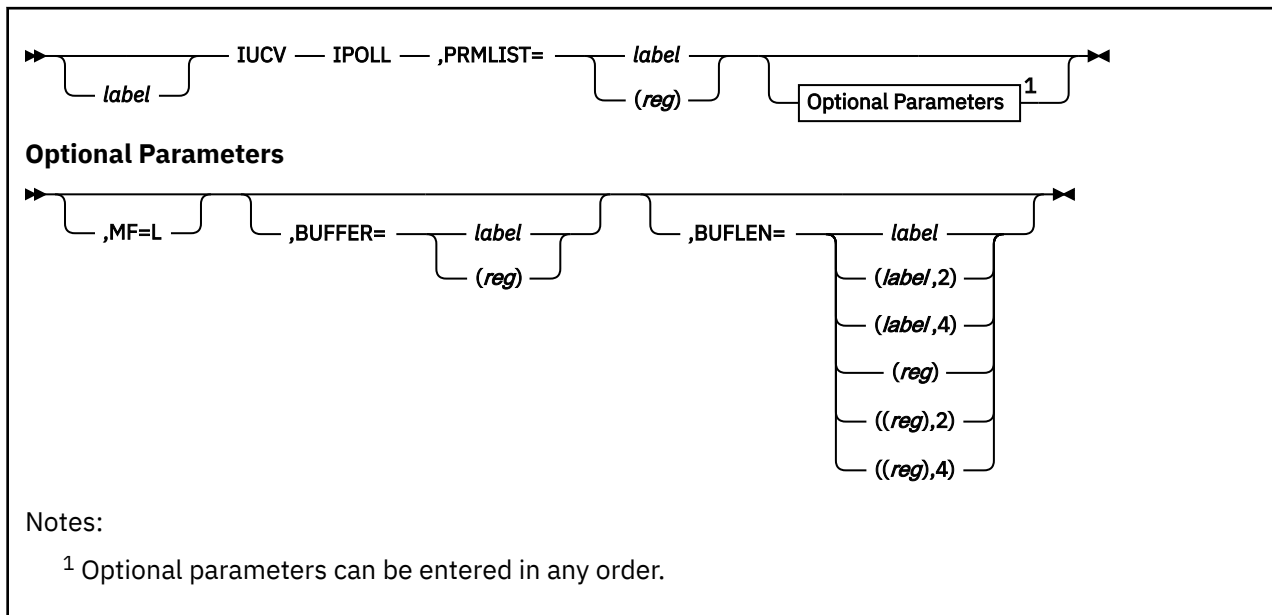 label IUCV IPOLL ,PRMLIST= label (reg) Optional Parameters 1
Optional Parameters
,MF=L ,BUFFER= label (reg) ,BUFLEN= label
(label,2)
(label,4)
(reg)
((reg),2)
((reg),4)
Notes:
1 Optional parameters can be entered in any order.